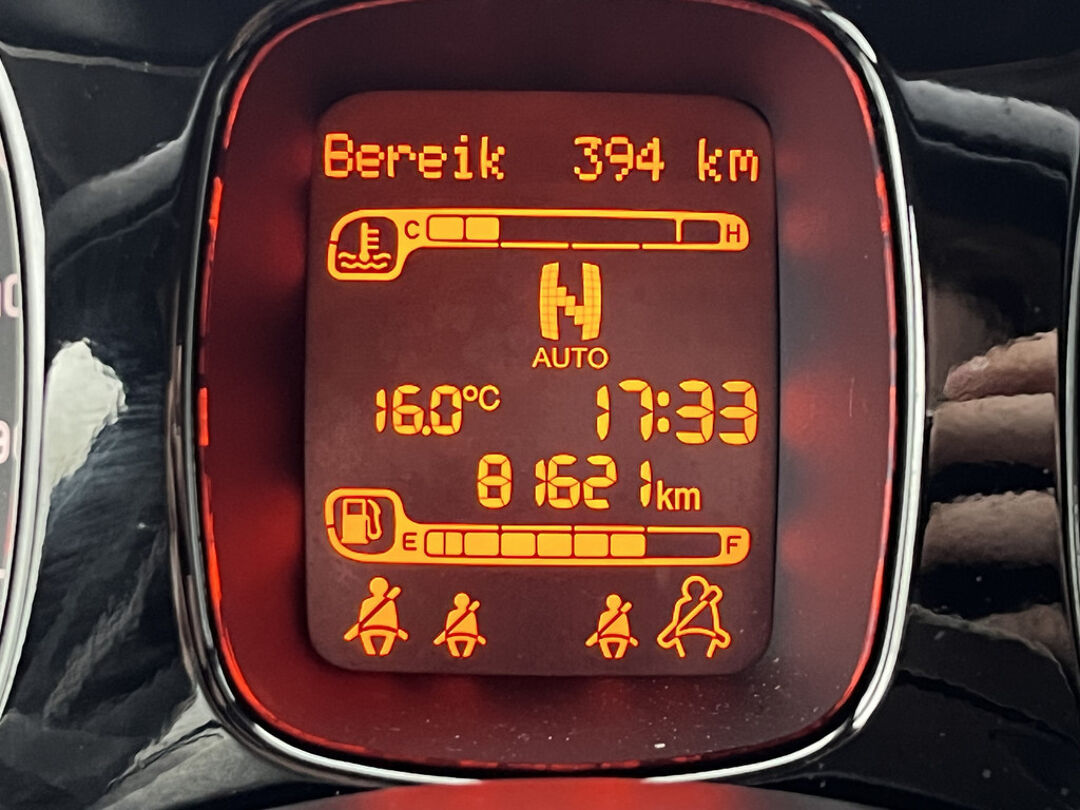 Bereik 394 km
C H
N
AUTO
16.0°C 17:33
81621 km
E F